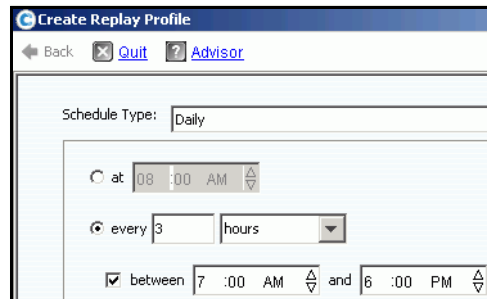 Create Replay Profile
Back Quit ? Advisor
Schedule Type: Daily
at 08 :00 AM
every 3 hours
between 7 :00 AM and 6 :00 PM